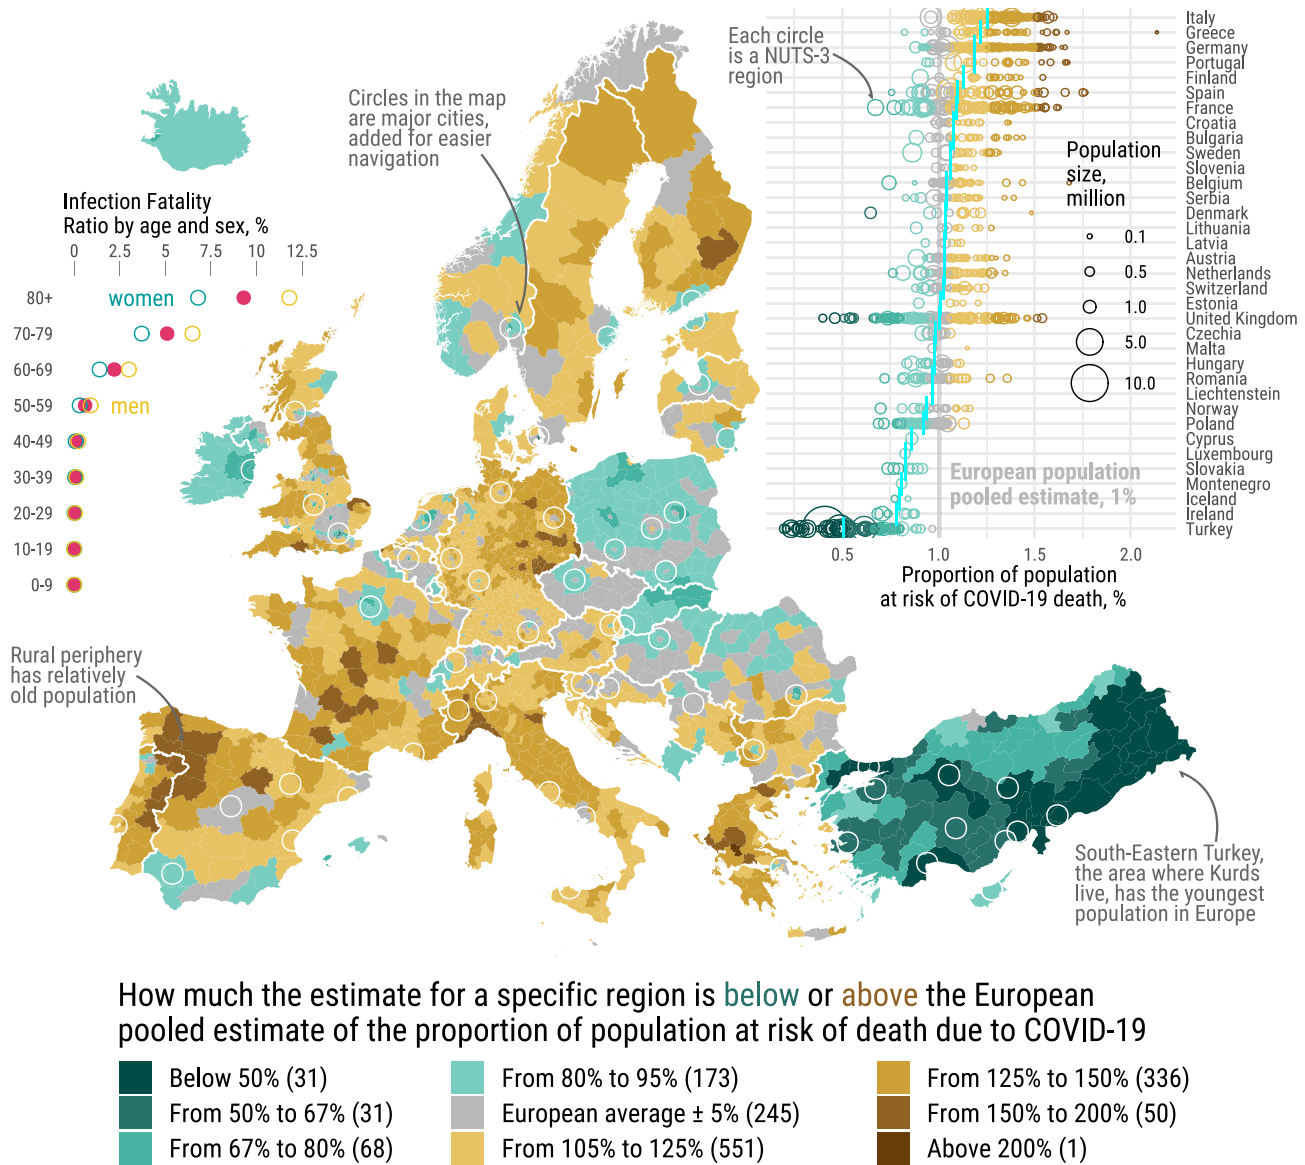 Each circle
is a NUTS-3
region
Circles in the map
are major cities,
added for easier
navigation
Infection Fatality
Ratio by age and sex, %
0
2.5
5
7.5
10
12.5
80+
women
70-79
60-69
50-59
men
40-49
30-39
20-29
10-19
0-9
Italy
Greece
Germany
Portugal
Finland
Spain
France
Croatia
Bulgaria
Sweden
Slovenia
Belgium
Serbia
Denmark
Lithuania
Latvia
Austria
Netherlands
Switzerland
Estonia
United Kingdom
Czechia
Malta
Hungary
Romania
Liechtenstein
Norway
Poland
Cyprus
Luxembourg
Slovakia
Montenegro
Iceland
Ireland
Turkey
Population
size,
million
0.1
0.5
1.0
5.0
10.0
European population
pooled estimate, 1%
0.5
1.0
1.5
2.0
Proportion of population
at risk of COVID-19 death, %
Rural periphery
has relatively
old population
South-Eastern Turkey,
the area where Kurds
live, has the youngest
population in Europe
How much the estimate for a specific region is below or above the European
pooled estimate of the proportion of population at risk of death due to COVID-19
Below 50% (31)
From 50% to 67% (31)
From 67% to 80% (68)
From 80% to 95% (173)
European average ± 5% (245)
From 105% to 125% (551)
From 125% to 150% (336)
From 150% to 200% (50)
Above 200% (1)